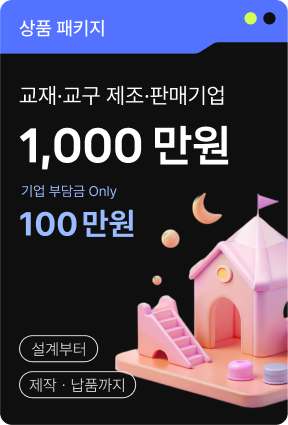 상품 패키지
교재·교구 제조·판매기업
1,000 만원
기업 부담금 Only
100 만원
설계부터
제작 · 납품까지